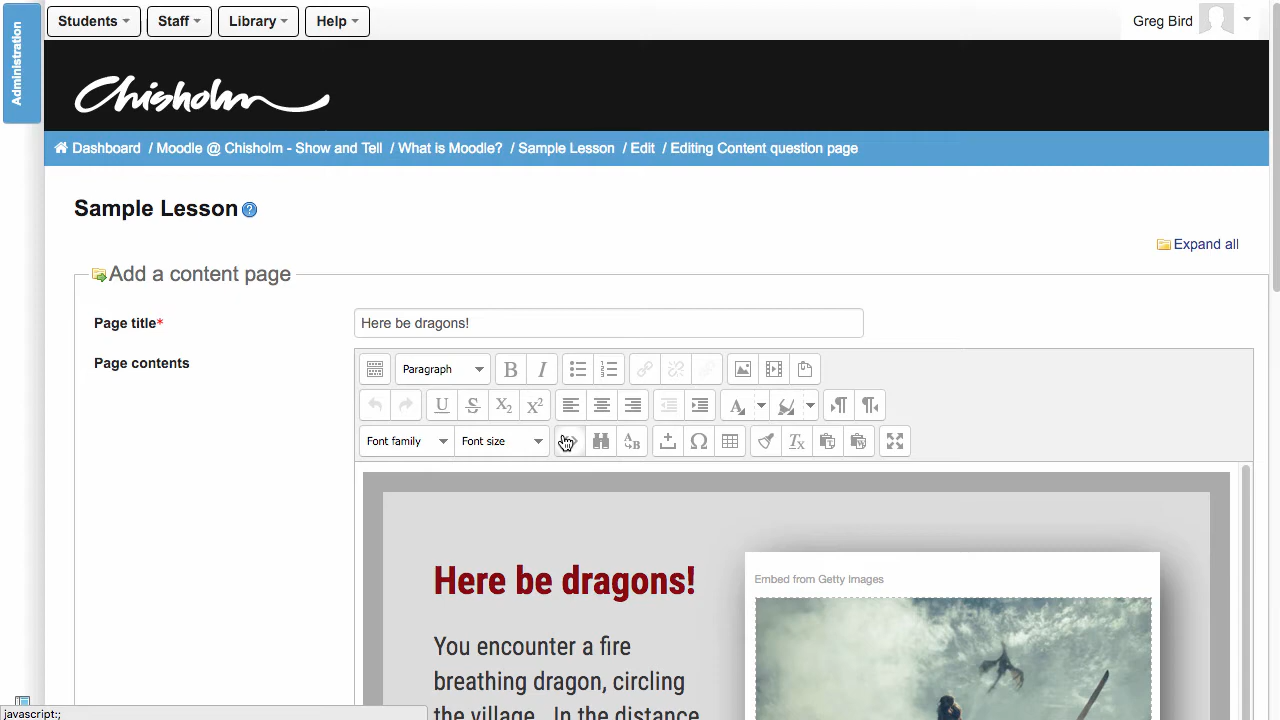 Students Staff Library Help Greg Bird
Administration
Chisholm
Dashboard / Moodle @ Chisholm - Show and Tell / What is Moodle? / Sample Lesson / Edit / Editing Content question page
Sample Lesson
Expand all
Add a content page
Page title* Here be dragons!
Page contents
Paragraph
Font family Font size
Here be dragons!
Embed from Getty Images
You encounter a fire
breathing dragon, circling
the village. In the distance
javascript:;